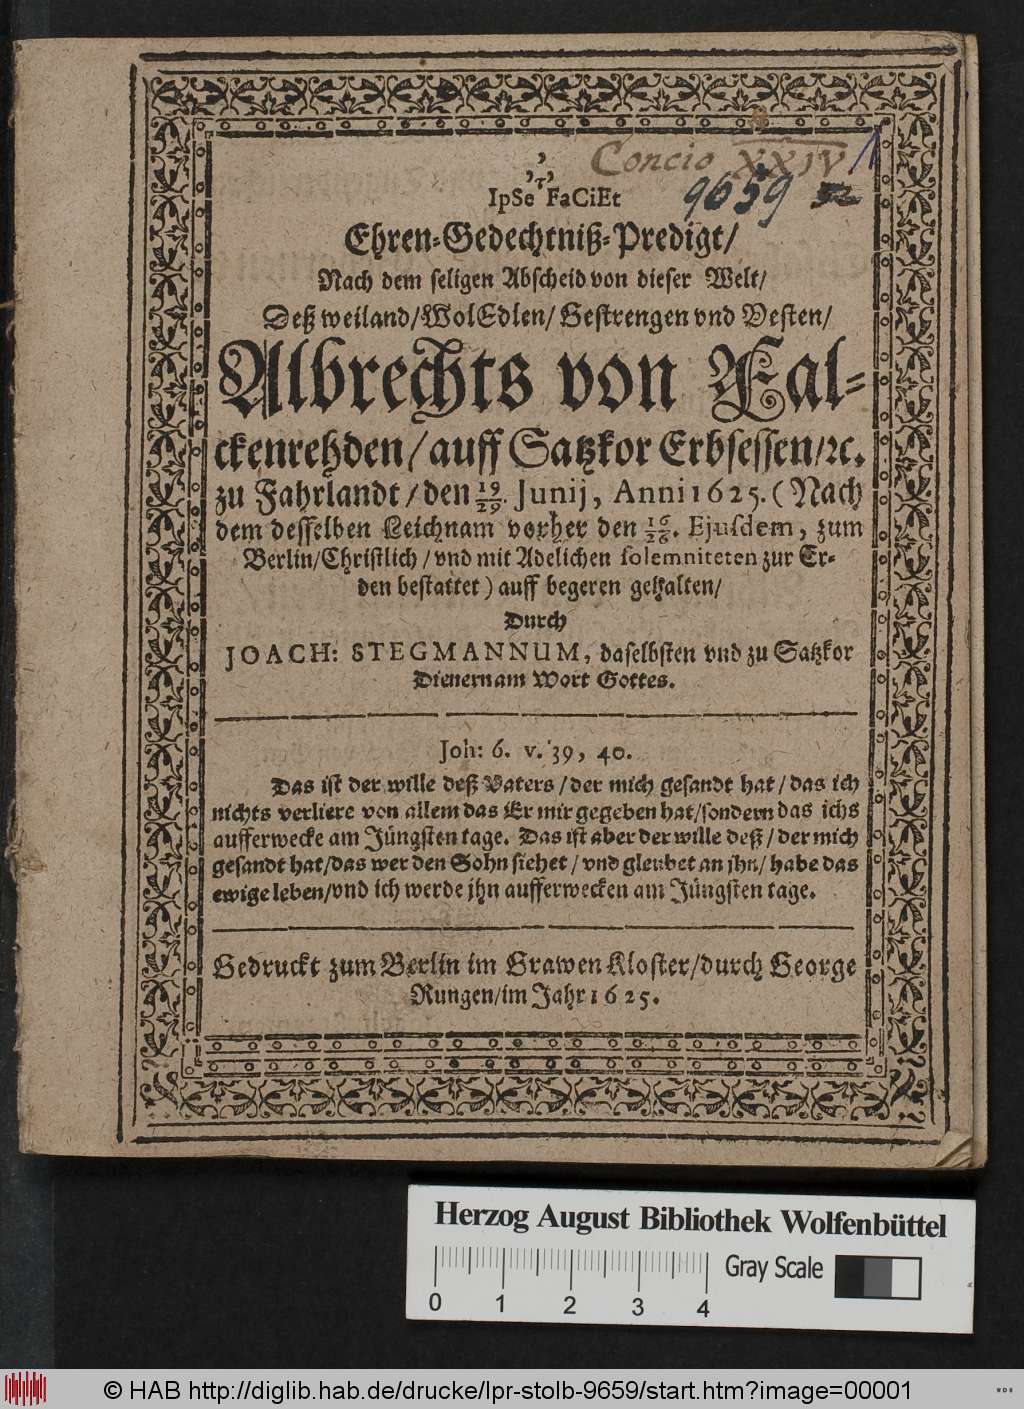 Concio XXIV 1
IpSe FaCiEt 9659
Ehren-Gedechtniß-Predigt/
Nach dem seligen Abscheid von dieser Welt/
Deß weiland/WolEdlen/Gestrengen vnd Vesten/
Albrechts von Fal-
ckenrehden/auff Satzkor Erbsessen/ꝛc.
zu Fahrlandt/den 19/29. Junij, Anni 1625. (Nach
dem desselben Leichnam vorher den 16/26. Ejusdem, zum
Berlin/Christlich/vnd mit Adelichen solemniteten zur Er-
den bestattet) auff begeren gehalten/
Durch
JOACH: STEGMANNUM, daselbsten vnd zu Satzkor
Dienern am Wort Gottes.
Joh: 6. v. 39, 40.
Das ist der wille deß Vaters/der mich gesandt hat/das ich
nichts verliere von allem das Er mir gegeben hat/sondern das ichs
aufferwecke am Jüngsten tage. Das ist aber der wille deß/der mich
gesandt hat/das wer den Sohn siehet/vnd gleubet an jhn/habe das
ewige leben/vnd ich werde jhn aufferwecken am Jüngsten tage.
Gedruckt zum Berlin im Grawen Kloster/durch George
Rungen/im Jahr 1625.
Herzog August Bibliothek Wolfenbüttel
Gray Scale
0 1 2 3 4
© HAB http://diglib.hab.de/drucke/lpr-stolb-9659/start.htm?image=00001